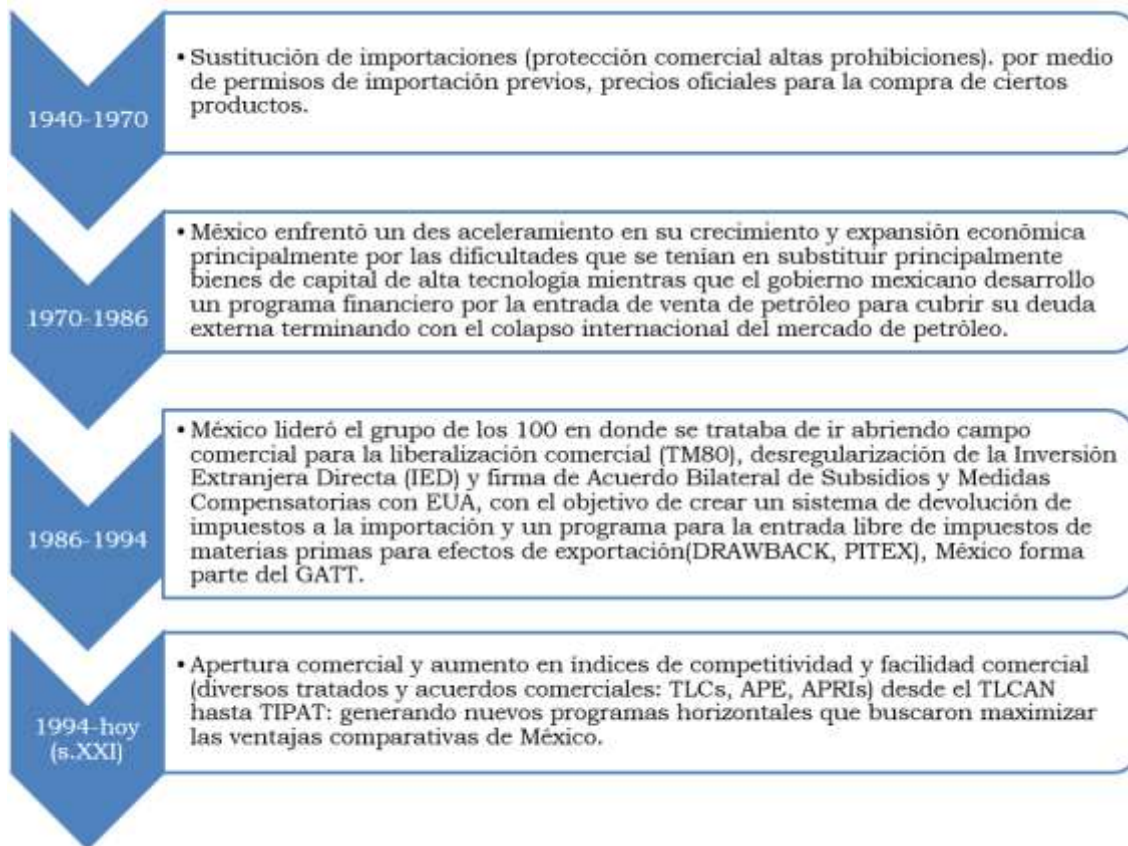 1940-1970
• Sustitución de importaciones (protección comercial altas prohibiciones). por medio
de permisos de importación previos, precios oficiales para la compra de ciertos
productos.
1970-1986
• México enfrentó un des aceleramiento en su crecimiento y expansión económica
principalmente por las dificultades que se tenían en substituir principalmente
bienes de capital de alta tecnología mientras que el gobierno mexicano desarrollo
un programa financiero por la entrada de venta de petróleo para cubrir su deuda
externa terminando con el colapso internacional del mercado de petróleo.
1986-1994
• México lideró el grupo de los 100 en donde se trataba de ir abriendo campo
comercial para la liberalización comercial (TM80), desregularización de la Inversión
Extranjera Directa (IED) y firma de Acuerdo Bilateral de Subsidios y Medidas
Compensatorias con EUA, con el objetivo de crear un sistema de devolución de
impuestos a la importación y un programa para la entrada libre de impuestos de
materias primas para efectos de exportación(DRAWBACK, PITEX), México forma
parte del GATT.
1994-hoy
(s.XXI)
• Apertura comercial y aumento en índices de competitividad y facilidad comercial
(diversos tratados y acuerdos comerciales: TLCs, APE, APRIs) desde el TLCAN
hasta TIPAT: generando nuevos programas horizontales que buscaron maximizar
las ventajas comparativas de México.